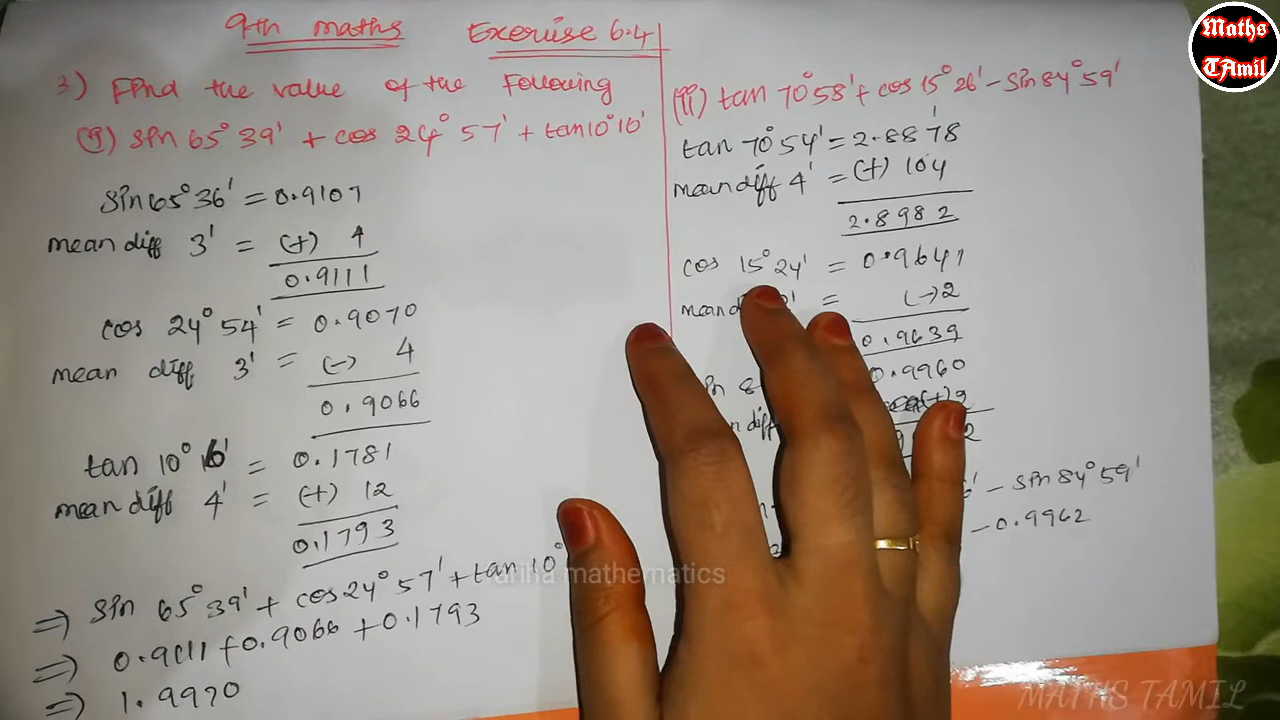 9th maths Exercise 6.4
3) Find the value of the Following
(i) sin 65° 39' + cos 24° 57' + tan 10° 16'
sin 65° 36' = 0.9107
mean diff 3' = (+) 4
0.9111
cos 24° 54' = 0.9070
mean diff 3' = (-) 4
0.9066
tan 10° 16' = 0.1781
mean diff 4' = (+) 12
0.1793
⇒ sin 65° 39' + cos 24° 57' + tan 10°
⇒ 0.9111 + 0.9066 + 0.1793
⇒ 1.9970
(ii) tan 70° 58' + cos 15° 26' - sin 84° 59'
tan 70° 54' = 2.8878
mean diff 4' = (+) 104
2.8982
cos 15° 24' = 0.9641
mean = (-) 2
0.9639
0.9960
- sin 84° 59'
- 0.9962
Maths
TAmil
mathematics
MATHS TAMIL